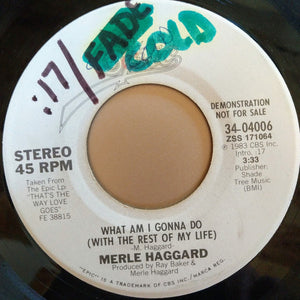 :17/ FADE
COLD
DEMONSTRATION
NOT FOR SALE
34-04006
ZSS 171064
℗ 1983 CBS Inc.
Intro. :17
3:33
Publisher:
Shade
Tree Music
(BMI)
STEREO
45 RPM
Taken From
The Epic Lp:
"THAT'S THE
WAY LOVE
GOES"
FE 38815
WHAT AM I GONNA DO
(WITH THE REST OF MY LIFE)
-M. Haggard-
MERLE HAGGARD
Produced by Ray Baker &
Merle Haggard
"EPIC" IS A TRADEMARK OF CBS INC./MARCA REG.